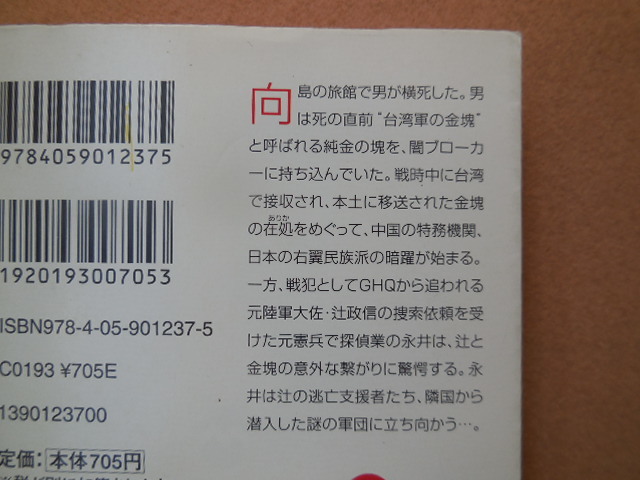 向島の旅館で男が横死した。男
は死の直前“台湾軍の金塊”
と呼ばれる純金の塊を、闇ブローカ
ーに持ち込んでいた。戦時中に台湾
で接収され、本土に移送された金塊
の在処をめぐって、中国の特務機関、
ありか
日本の右翼民族派の暗躍が始まる。
一方、戦犯としてGHQから追われる
元陸軍大佐・辻政信の捜索依頼を受
けた元憲兵で探偵業の永井は、辻と
金塊の意外な繋がりに驚愕する。永
井は辻の逃亡支援者たち、隣国から
潜入した謎の軍団に立ち向かう…。
9784059012375
1920193007053
ISBN978-4-05-901237-5
C0193 ¥705E
1390123700
定価：本体705円